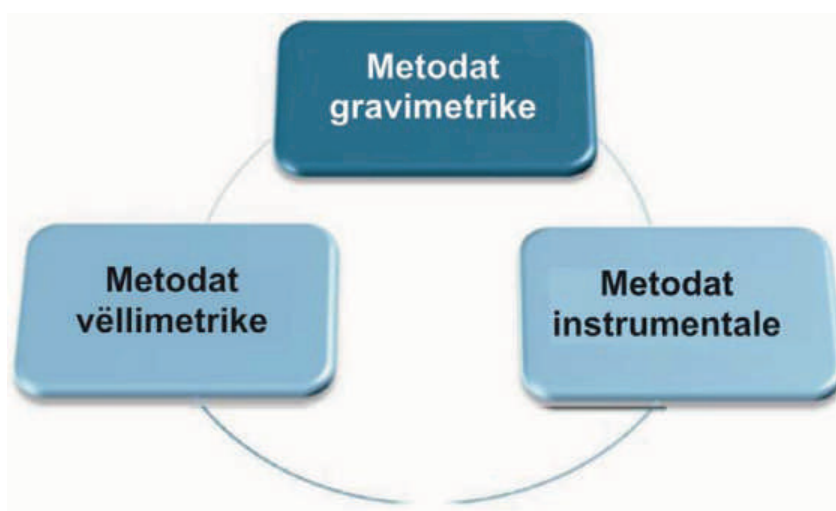 Metodat
gravimetrike
Metodat
vëllimetrike
Metodat
instrumentale